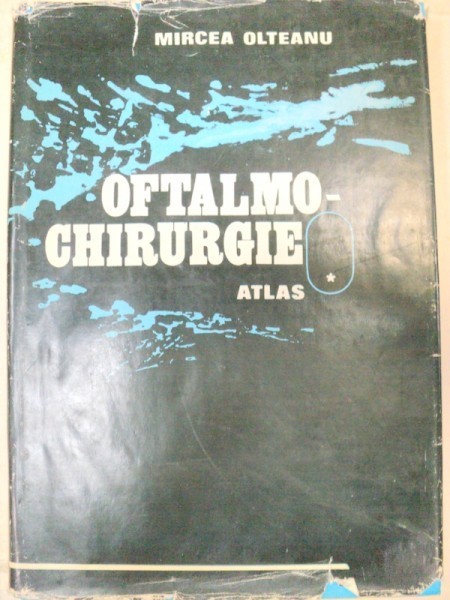 MIRCEA OLTEANU
OFTALMO-
CHIRURGIE
*
ATLAS